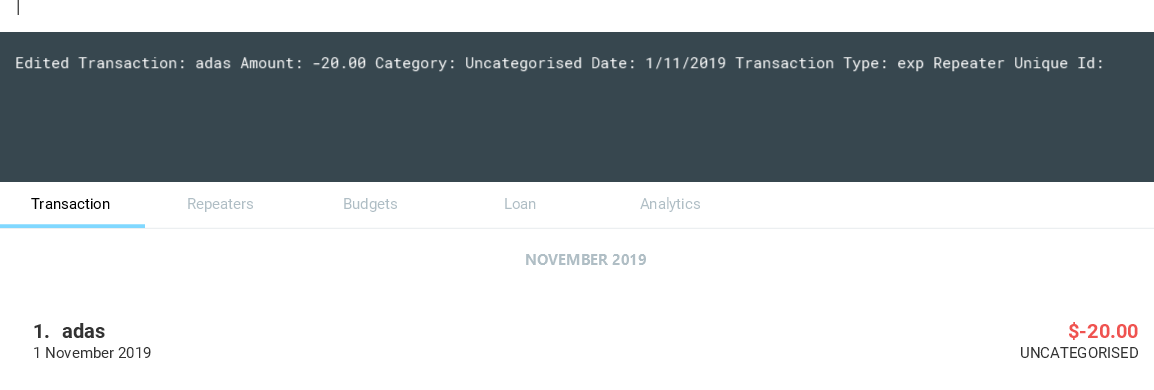 Edited Transaction: adas Amount: -20.00 Category: Uncategorised Date: 1/11/2019 Transaction Type: exp Repeater Unique Id:
Transaction Repeaters Budgets Loan Analytics
NOVEMBER 2019
1. adas $-20.00
1 November 2019 UNCATEGORISED